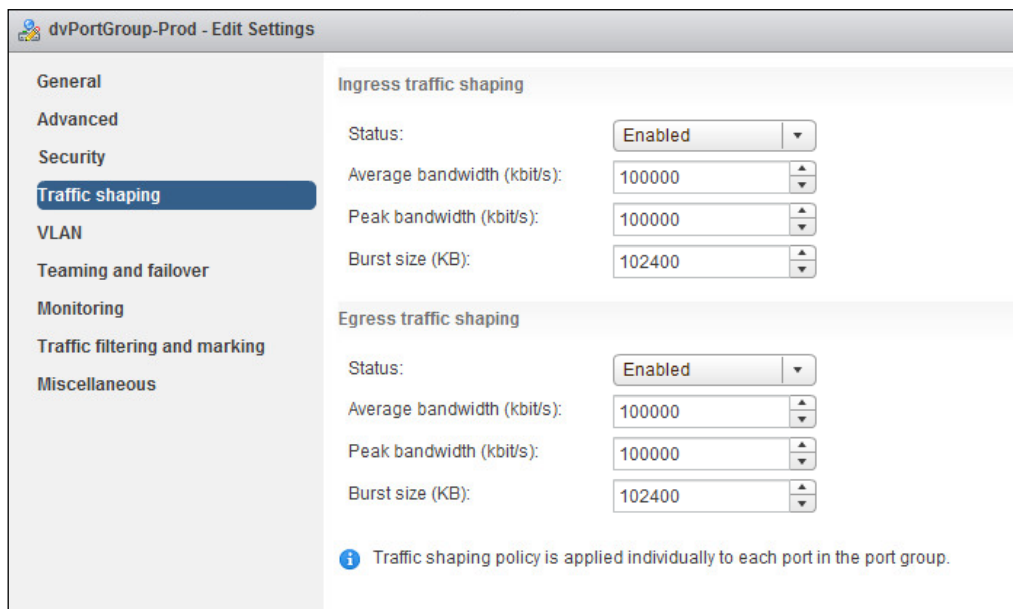 dvPortGroup-Prod - Edit Settings
General
Advanced
Security
Traffic shaping
VLAN
Teaming and failover
Monitoring
Traffic filtering and marking
Miscellaneous
Ingress traffic shaping
Status: Enabled
Average bandwidth (kbit/s): 100000
Peak bandwidth (kbit/s): 100000
Burst size (KB): 102400
Egress traffic shaping
Status: Enabled
Average bandwidth (kbit/s): 100000
Peak bandwidth (kbit/s): 100000
Burst size (KB): 102400
Traffic shaping policy is applied individually to each port in the port group.